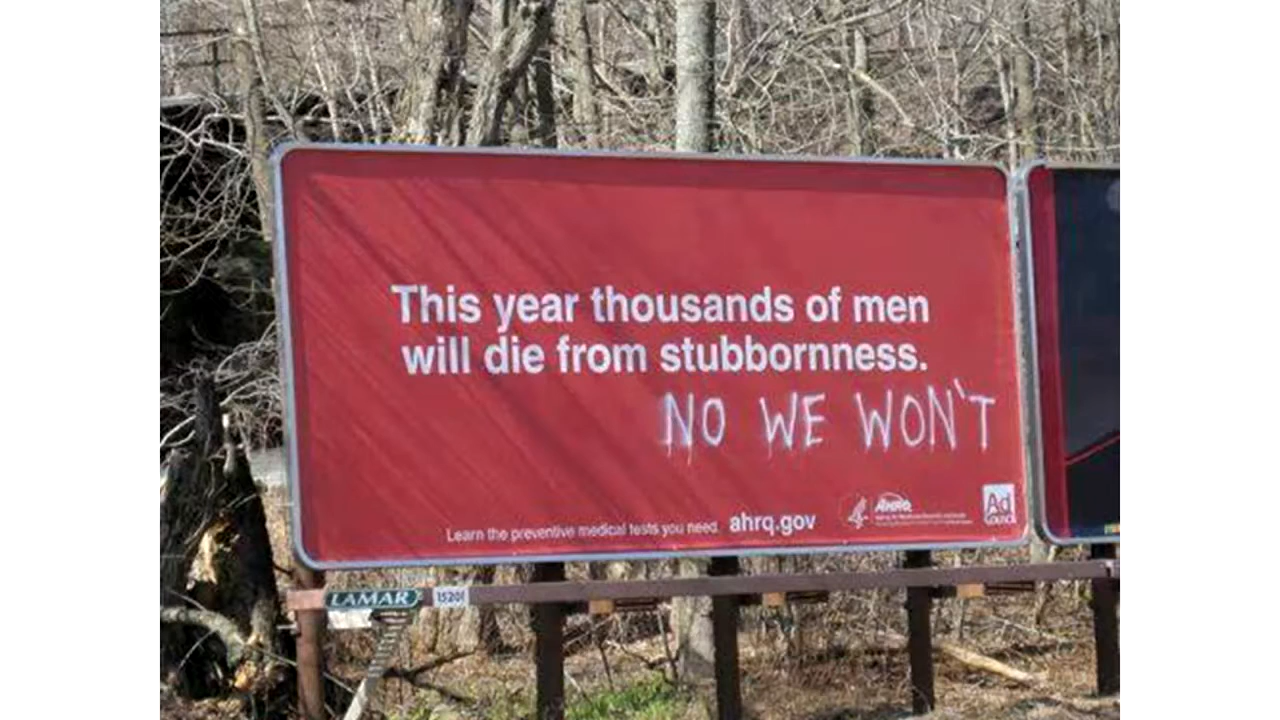 This year thousands of men
will die from stubbornness.
NO WE WON'T
Learn the preventive medical tests you need. ahrq.gov
AHRQ
Ad
COUNCIL
LAMAR
15201